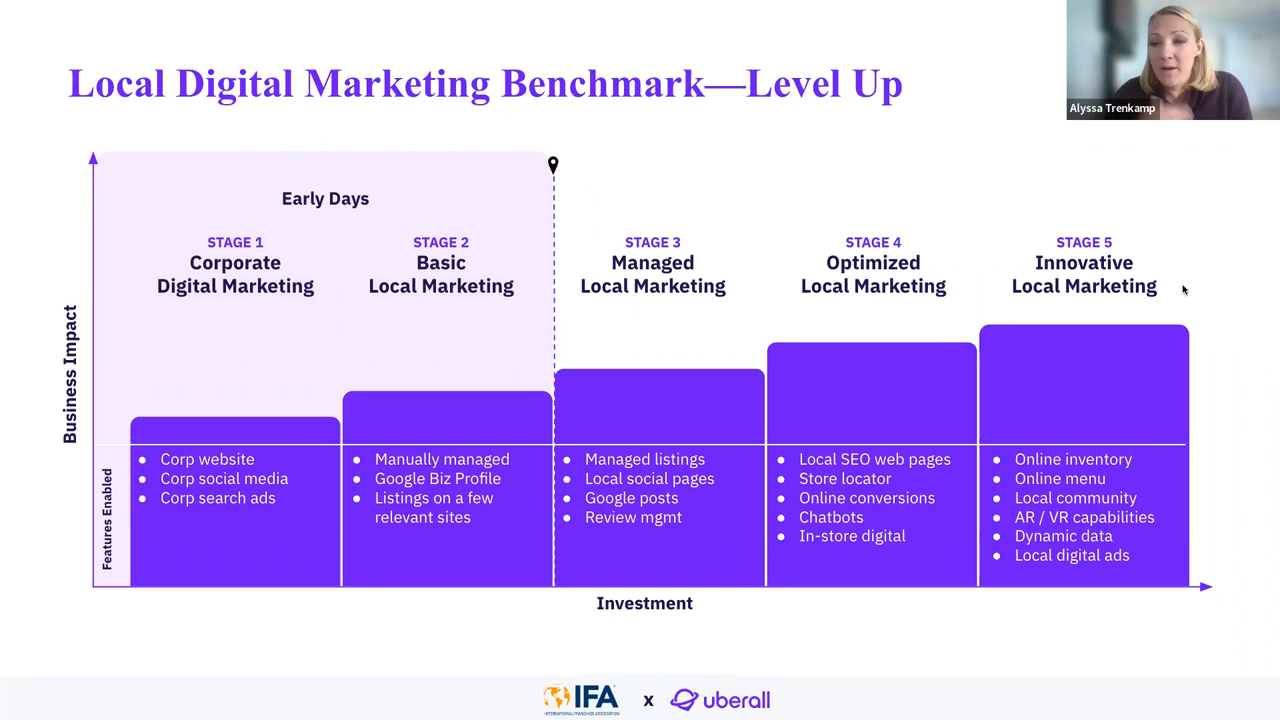 Local Digital Marketing Benchmark—Level Up
Alyssa Trenkamp
Early Days
STAGE 1
Corporate
Digital Marketing
STAGE 2
Basic
Local Marketing
STAGE 3
Managed
Local Marketing
STAGE 4
Optimized
Local Marketing
STAGE 5
Innovative
Local Marketing
Business Impact
Features Enabled
● Corp website
● Corp social media
● Corp search ads
● Manually managed
● Google Biz Profile
● Listings on a few
relevant sites
● Managed listings
● Local social pages
● Google posts
● Review mgmt
● Local SEO web pages
● Store locator
● Online conversions
● Chatbots
● In-store digital
● Online inventory
● Online menu
● Local community
● AR / VR capabilities
● Dynamic data
● Local digital ads
Investment
IFA
INTERNATIONAL FRANCHISE ASSOCIATION
x
uberall